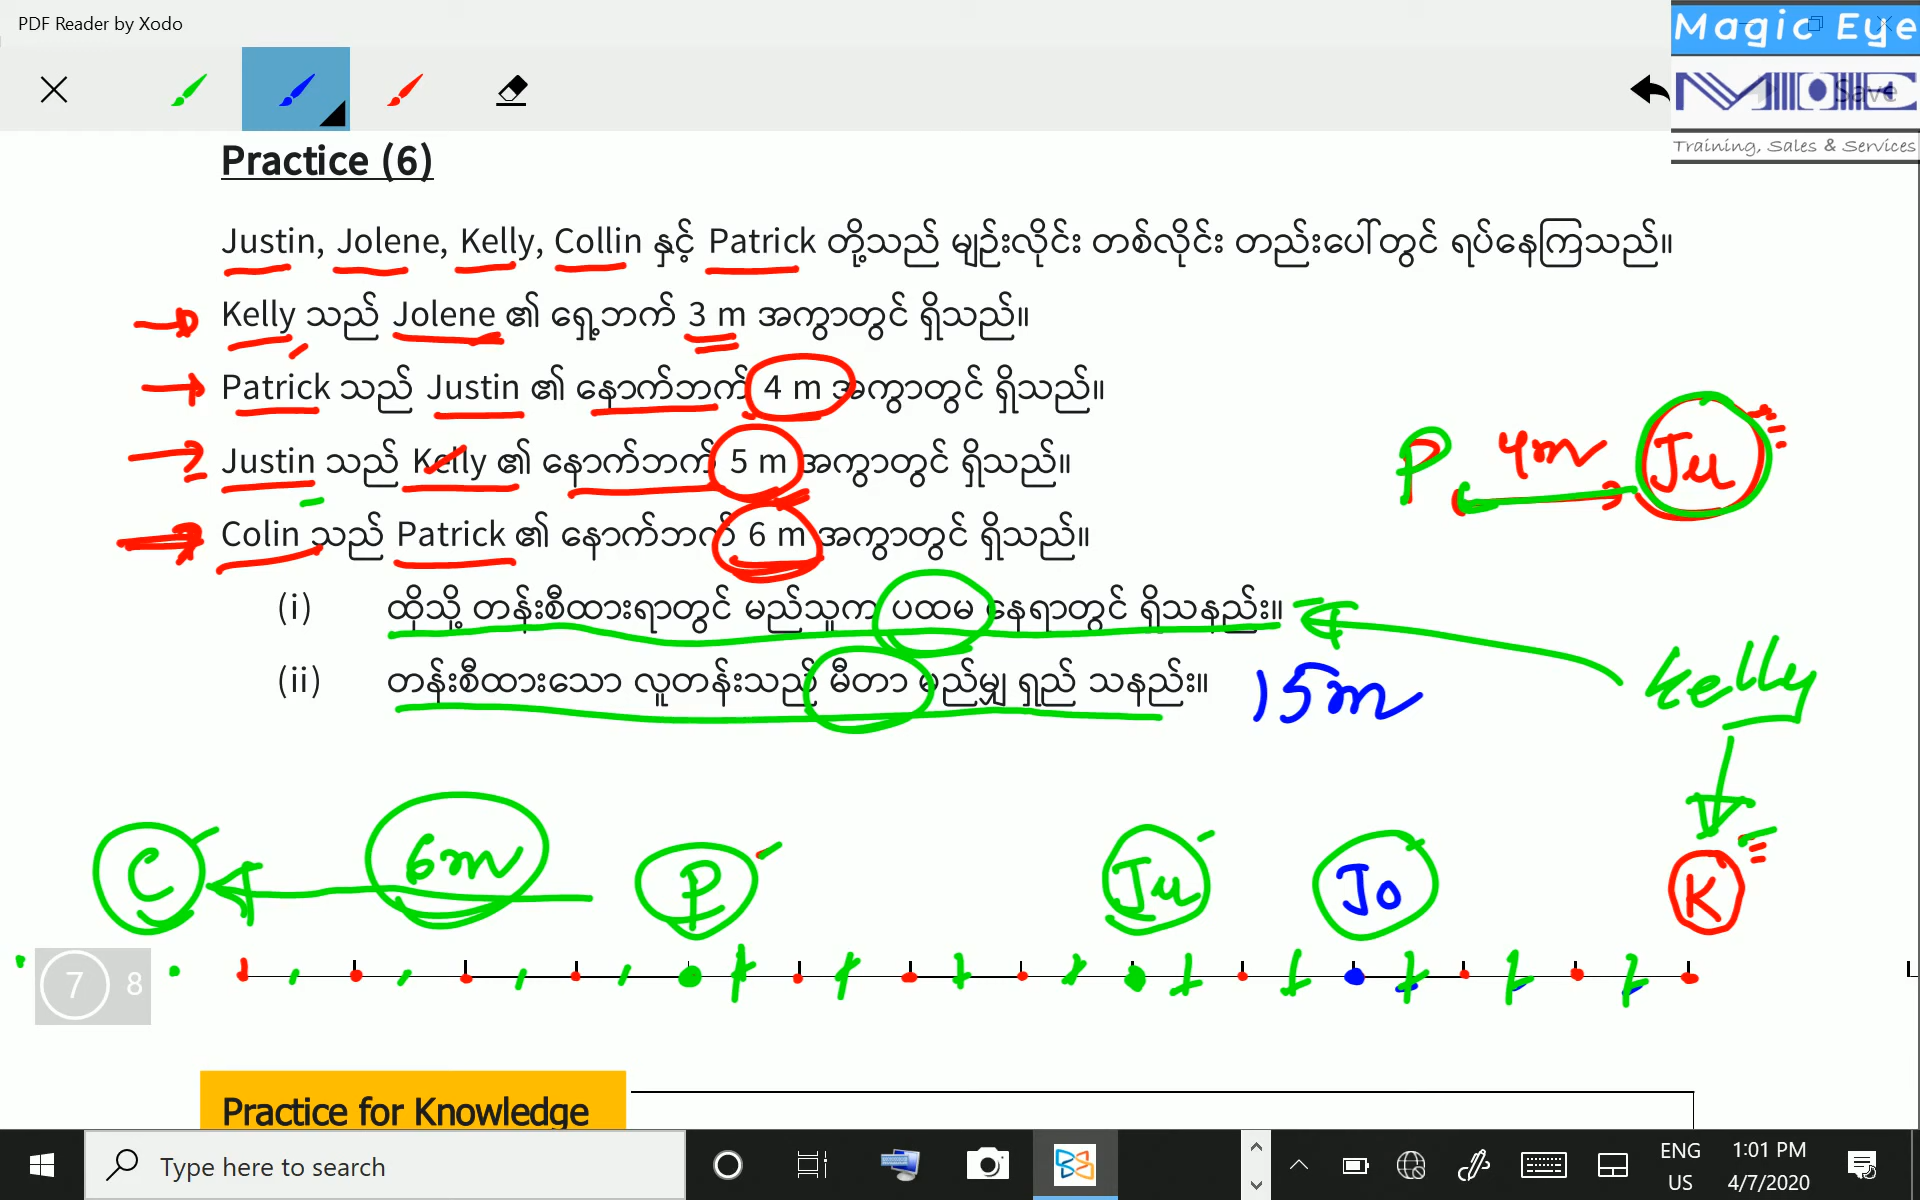 PDF Reader by Xodo
Magic Eye
Save
Training, Sales & Services
Practice (6)
Justin, Jolene, Kelly, Collin နှင့် Patrick တို့သည် မျဉ်းလိုင်း တစ်လိုင်း တည်းပေါ်တွင် ရပ်နေကြသည်။
Kelly သည် Jolene ၏ ရှေ့ဘက် 3 m အကွာတွင် ရှိသည်။
Patrick သည် Justin ၏ နောက်ဘက် 4 m အကွာတွင် ရှိသည်။
Justin သည် Kelly ၏ နောက်ဘက် 5 m အကွာတွင် ရှိသည်။
Colin သည် Patrick ၏ နောက်ဘက် 6 m အကွာတွင် ရှိသည်။
P 4m Ju
(i) ထိုသို့ တန်းစီထားရာတွင် မည်သူက ပထမ နေရာတွင် ရှိသနည်း။
(ii) တန်းစီထားသော လူတန်းသည် မီတာ မည်မျှ ရှည် သနည်း။ 15m
Kelly
C 6m P Ju Jo K
7 8
Practice for Knowledge
Type here to search
ENG 1:01 PM
US 4/7/2020